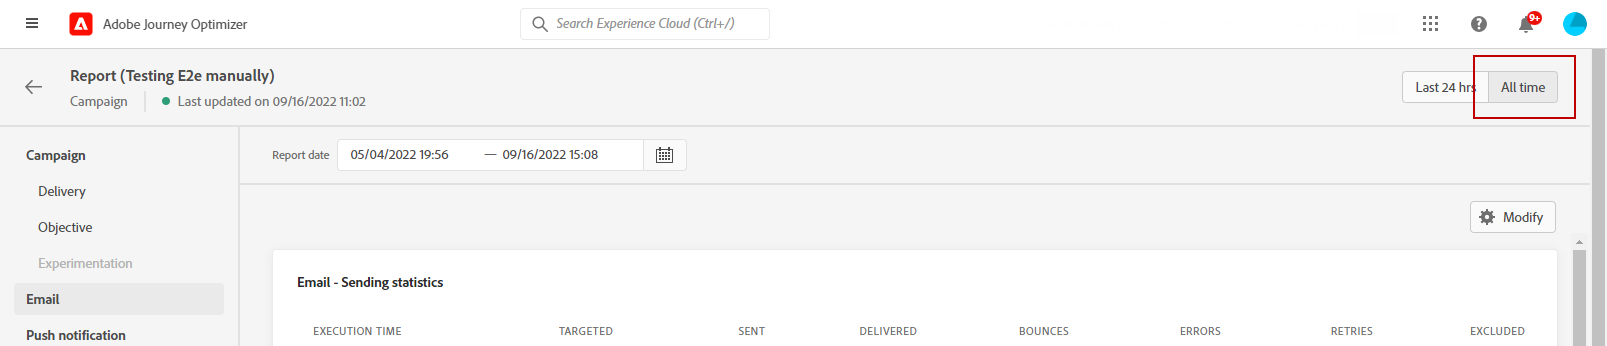 Adobe Journey Optimizer
Search Experience Cloud (Ctrl+/)
9+
Report (Testing E2e manually)
Campaign
Last updated on 09/16/2022 11:02
Last 24 hrs
All time
Campaign
Delivery
Objective
Experimentation
Email
Push notification
Report date
05/04/2022 19:56 — 09/16/2022 15:08
Modify
Email - Sending statistics
EXECUTION TIME TARGETED SENT DELIVERED BOUNCES ERRORS RETRIES EXCLUDED